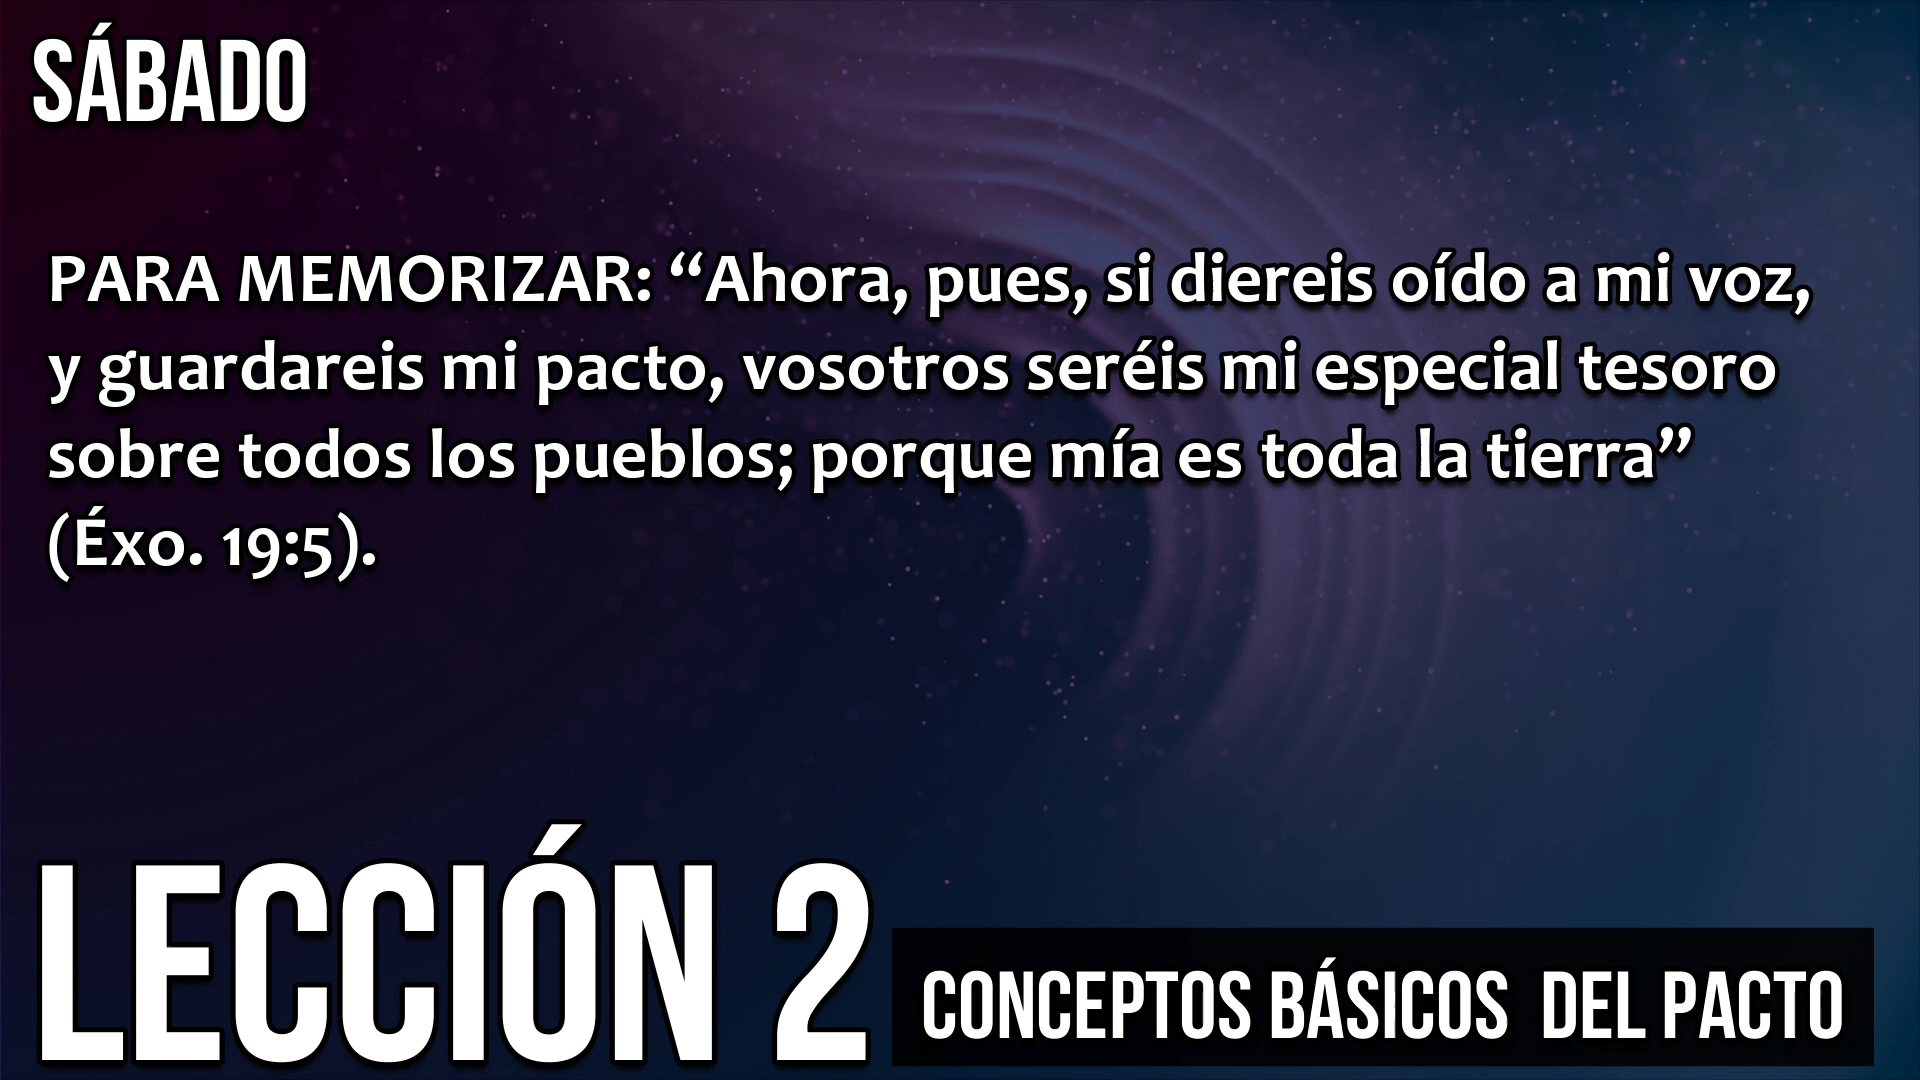 SÁBADO
PARA MEMORIZAR: “Ahora, pues, si diereis oído a mi voz,
y guardareis mi pacto, vosotros seréis mi especial tesoro
sobre todos los pueblos; porque mía es toda la tierra”
(Éxo. 19:5).
LECCIÓN 2
CONCEPTOS BÁSICOS DEL PACTO